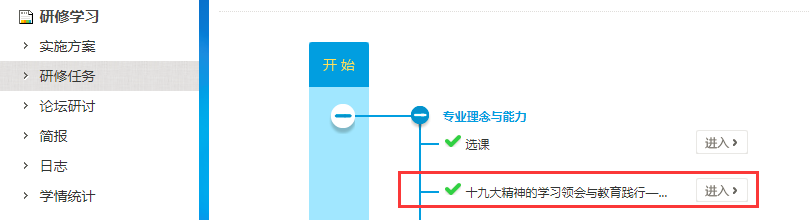 研修学习
实施方案
研修任务
论坛研讨
简报
日志
学情统计
开 始
专业理念与能力
选课
进入
十九大精神的学习领会与教育践行—...
进入